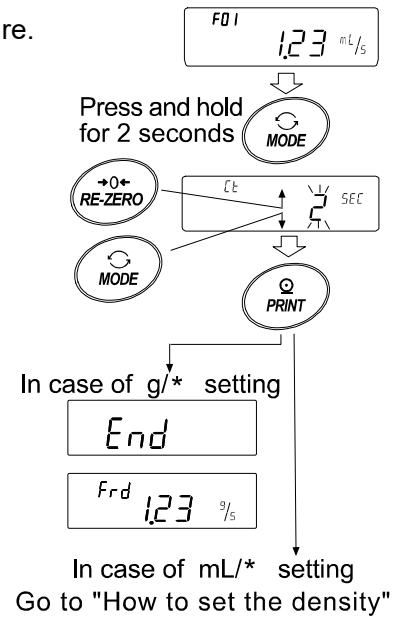 re.
F01
1.23 mL/s
Press and hold
for 2 seconds
MODE
→0←
RE-ZERO
Ct
2 SEC
MODE
PRINT
In case of g/* setting
End
Frd
1.23 g/s
In case of mL/* setting
Go to "How to set the density"